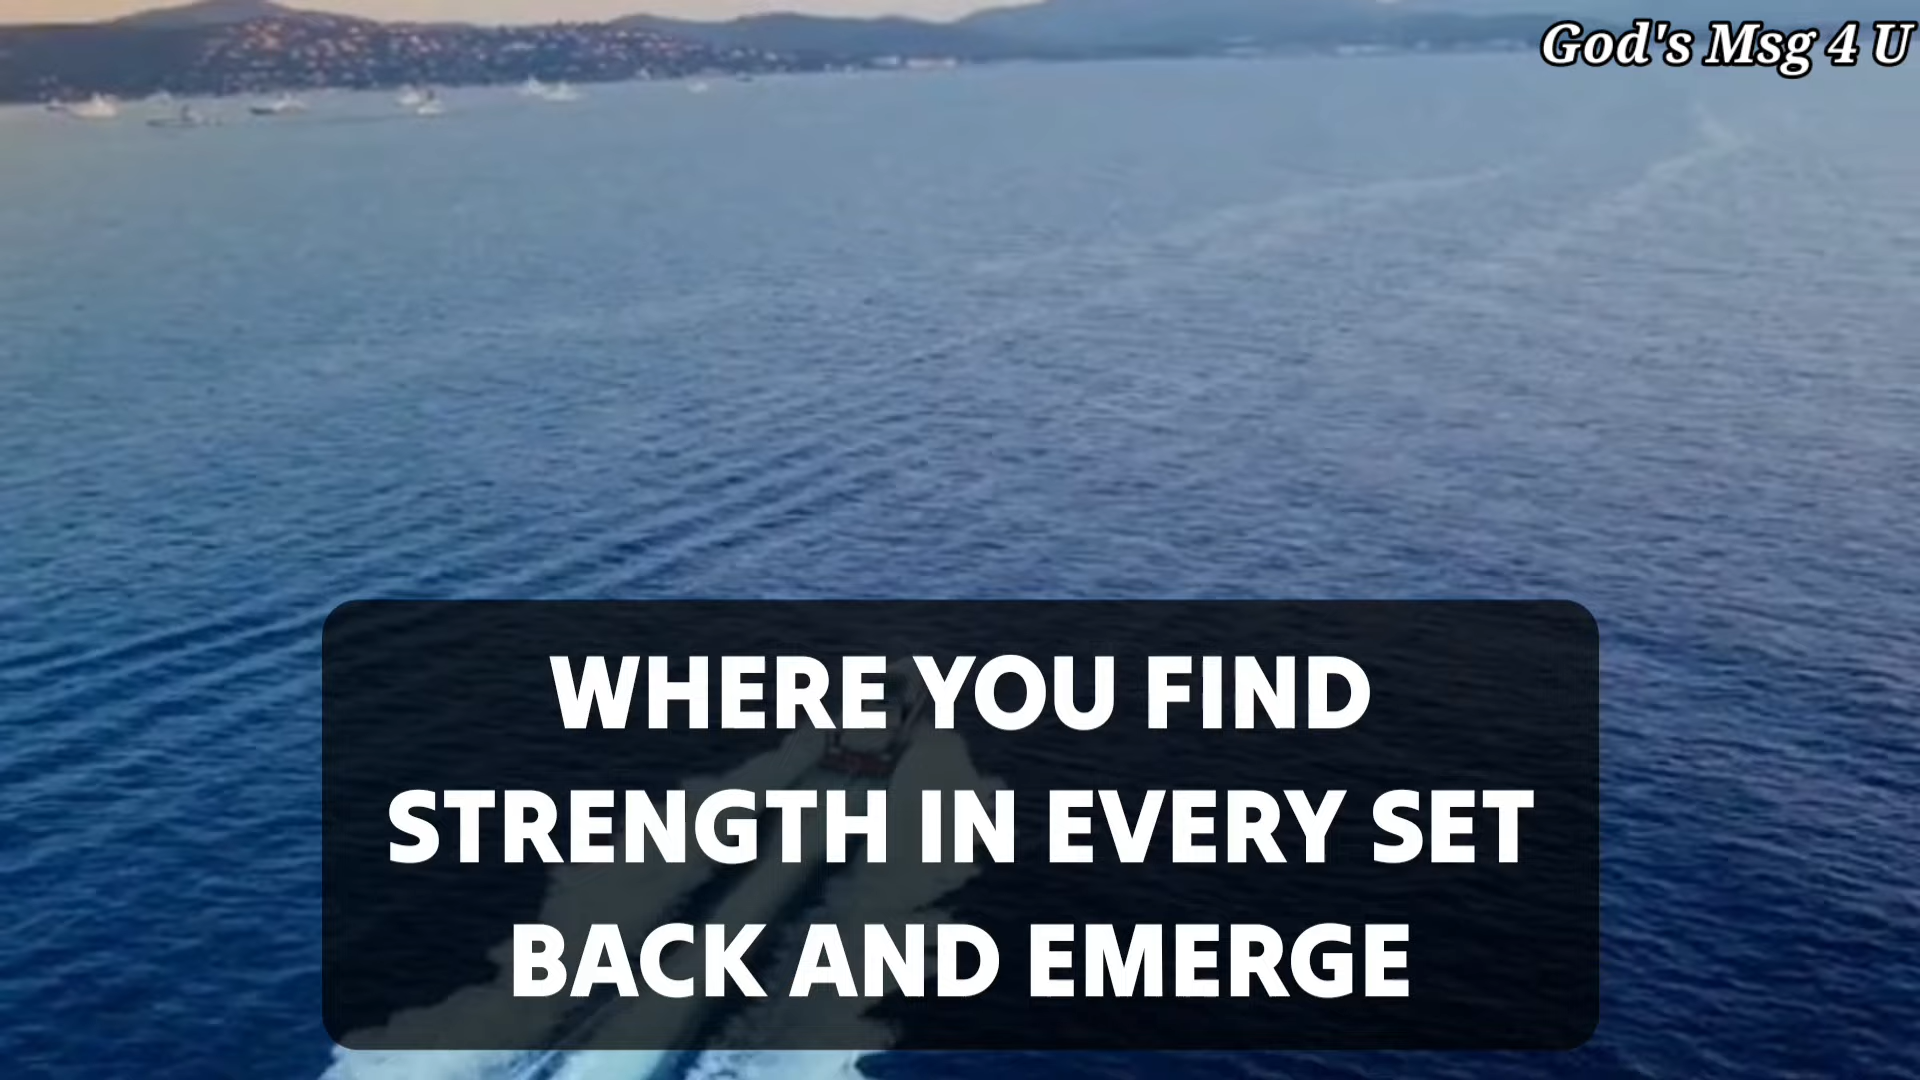 God's Msg 4 U
WHERE YOU FIND
STRENGTH IN EVERY SET
BACK AND EMERGE